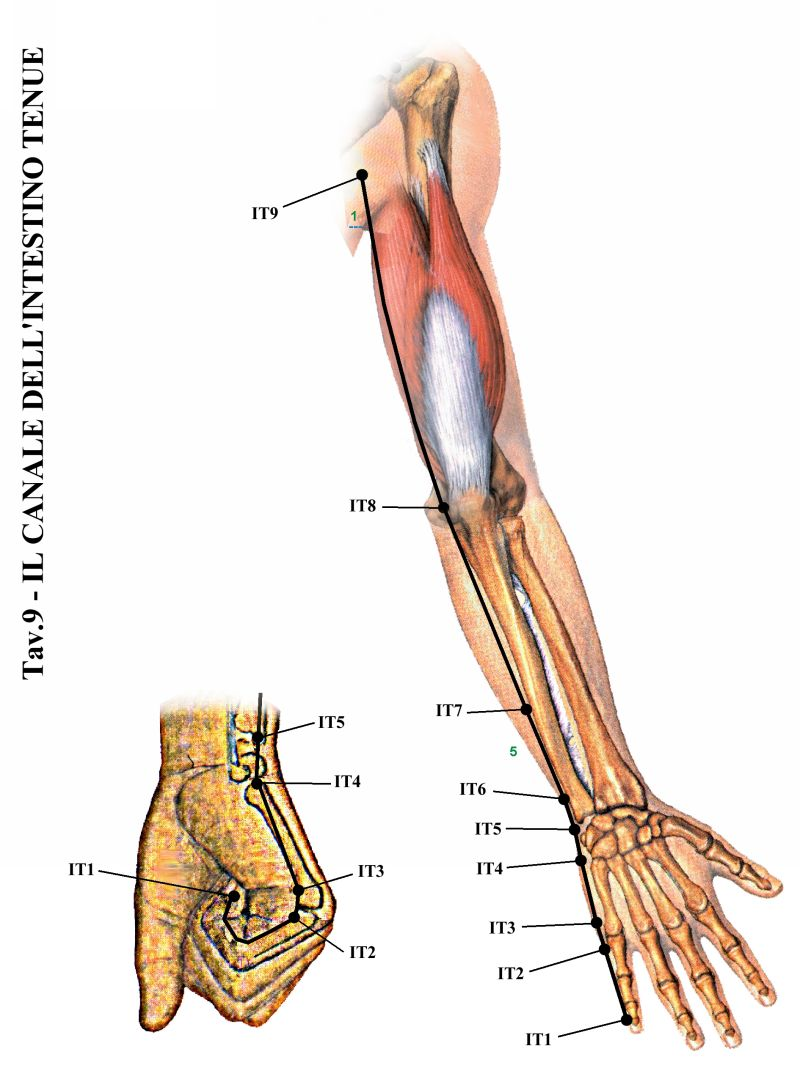 Tav.9 - IL CANALE DELL'INTESTINO TENUE
IT9
1
IT8
IT7
5
IT6
IT5
IT4
IT3
IT2
IT1
IT5
IT4
IT1
IT3
IT2